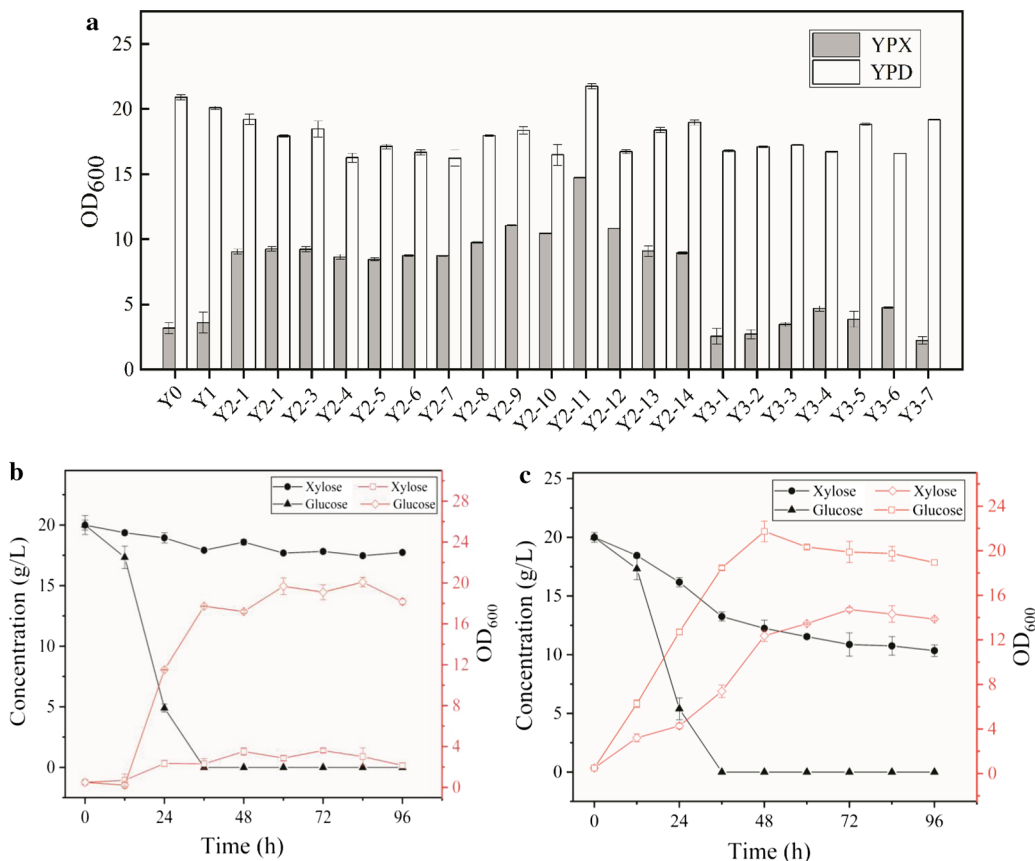 a
25
20
15
10
5
0
OD600
YPX
YPD
Y0 Y1 Y2-1 Y2-1 Y2-3 Y2-4 Y2-5 Y2-6 Y2-7 Y2-8 Y2-9 Y2-10 Y2-11 Y2-12 Y2-13 Y2-14 Y3-1 Y3-2 Y3-3 Y3-4 Y3-5 Y3-6 Y3-7
b
Xylose Xylose
Glucose Glucose
20
15
10
5
0
Concentration (g/L)
28
24
20
16
12
8
4
0
OD600
0 24 48 72 96
Time (h)
c
Xylose Xylose
Glucose Glucose
25
20
15
10
5
0
Concentration (g/L)
24
20
16
12
8
4
0
OD600
0 24 48 72 96
Time (h)